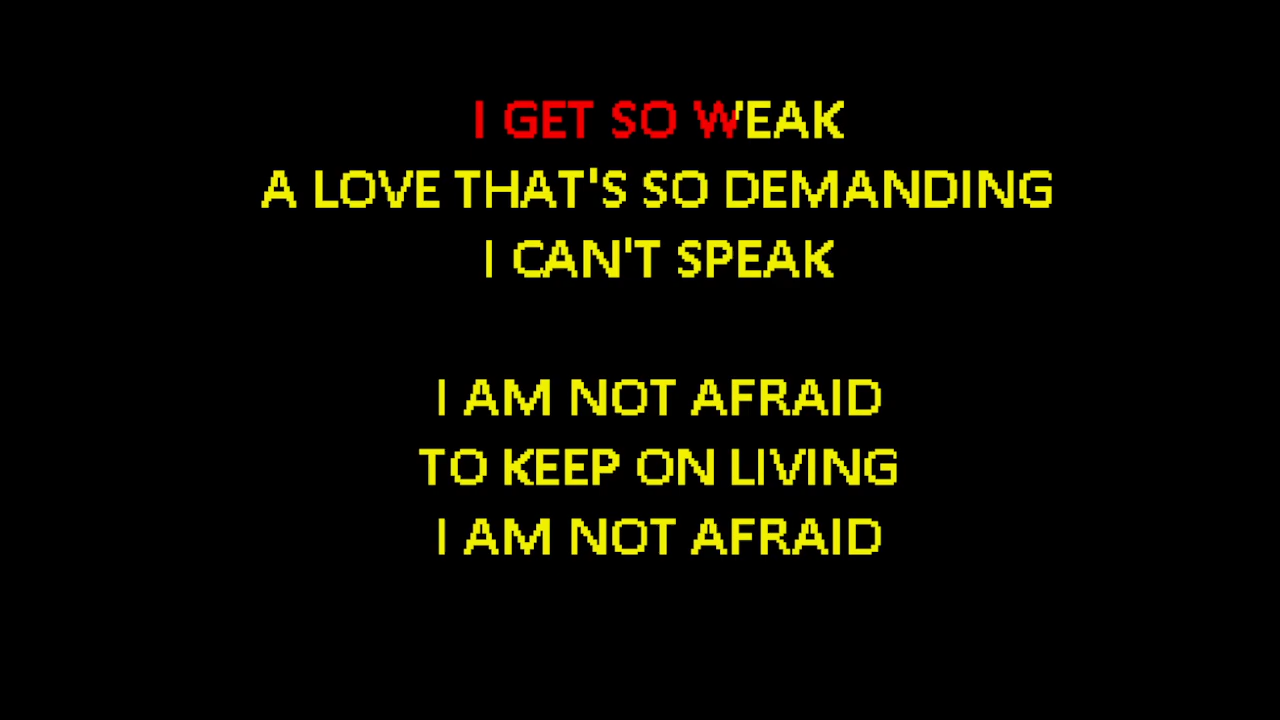 I GET SO WEAK
A LOVE THAT'S SO DEMANDING
I CAN'T SPEAK
I AM NOT AFRAID
TO KEEP ON LIVING
I AM NOT AFRAID